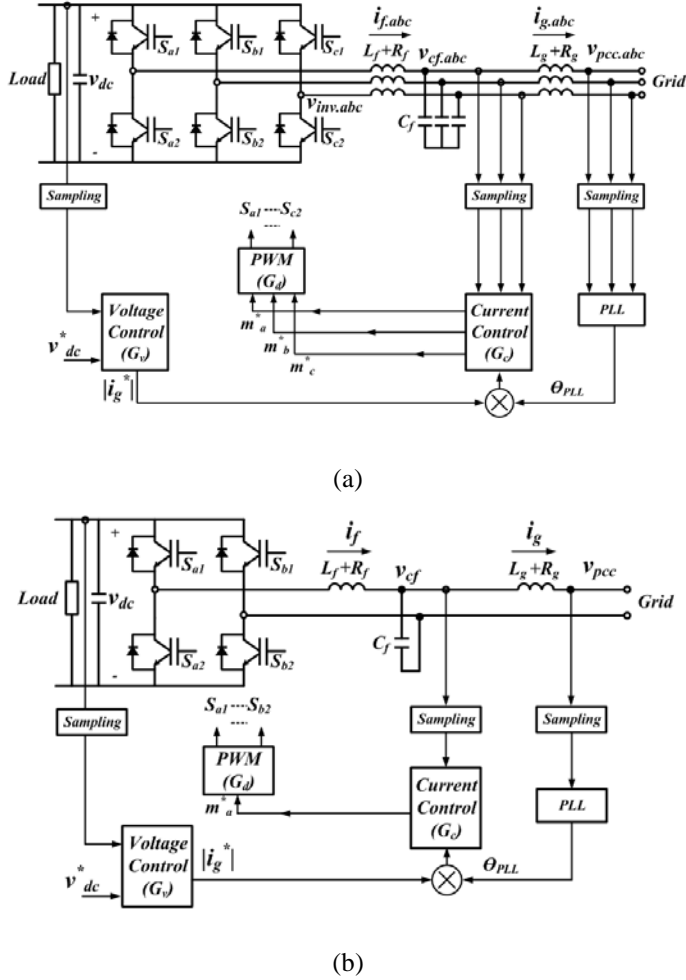 i_f.abc i_g.abc
L_f+R_f v_cf.abc L_g+R_g v_pcc.abc
+ S_a1 S_b1 S_c1
Load v_dc Grid
v_inv.abc
C_f
- S_a2 S_b2 S_c2
Sampling Sampling Sampling
S_a1 ---- S_c2
----
PWM
(G_d)
Voltage
Control
(G_v)
Current
Control
(G_c)
PLL
m*_a
m*_b
m*_c
v*_dc
|i_g*|
Θ_PLL
(a)
i_f i_g
L_f+R_f v_cf L_g+R_g v_pcc
+ S_a1 S_b1
Load v_dc Grid
C_f
- S_a2 S_b2
Sampling Sampling Sampling
S_a1 ---- S_b2
----
PWM
(G_d)
m*_a
Current
Control
(G_c)
PLL
Voltage
Control
(G_v)
|i_g*|
v*_dc
Θ_PLL
(b)